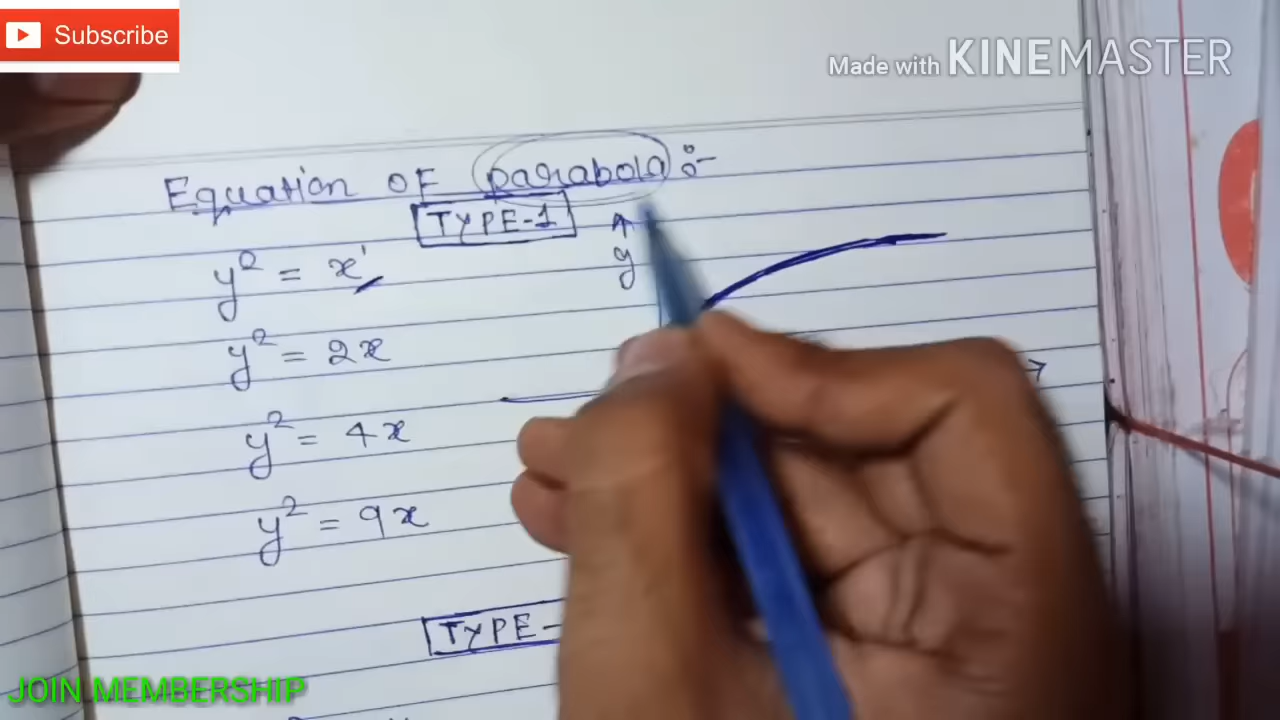 Subscribe
Made with KINEMASTER
Equation OF parabola :-
TYPE-1
y² = x¹
y
y² = 2x
y² = 4x
y² = 9x
TYPE-
JOIN MEMBERSHIP